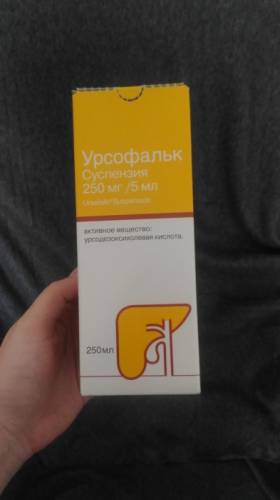 Урсофальк
Суспензия
250 мг /5 мл
Ursofalk® Suspension
активное вещество:
урсодезоксихолевая кислота.
250мл